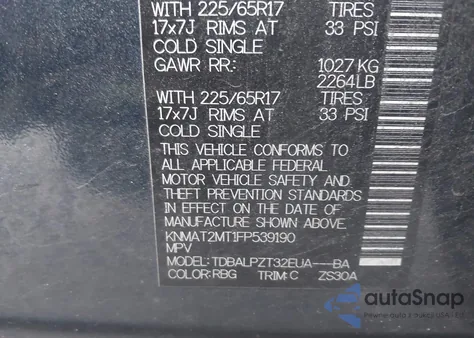 WITH 225/65R17 TIRES
17x7J RIMS AT 33 PSI
COLD SINGLE
GAWR RR: 1027 KG
2264LB
WITH 225/65R17 TIRES
17x7J RIMS AT 33 PSI
COLD SINGLE
THIS VEHICLE CONFORMS TO
ALL APPLICABLE FEDERAL
MOTOR VEHICLE SAFETY AND
THEFT PREVENTION STANDARDS
IN EFFECT ON THE DATE OF
MANUFACTURE SHOWN ABOVE
KNMAT2MT1FP539190
MPV
MODEL: TDBALPZT32EUA---BA
COLOR: RBG TRIM: C ZS30A
autoSnap